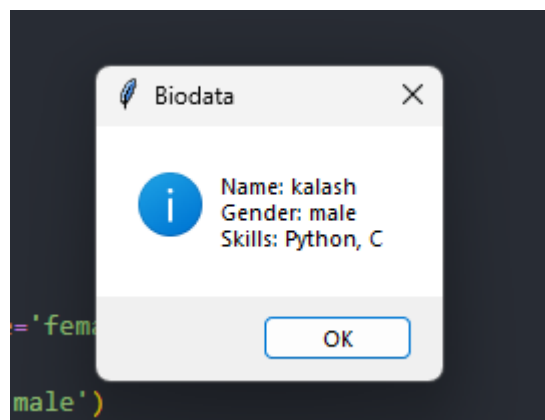 Biodata
Name: kalash
Gender: male
Skills: Python, C
='fema
OK
male')